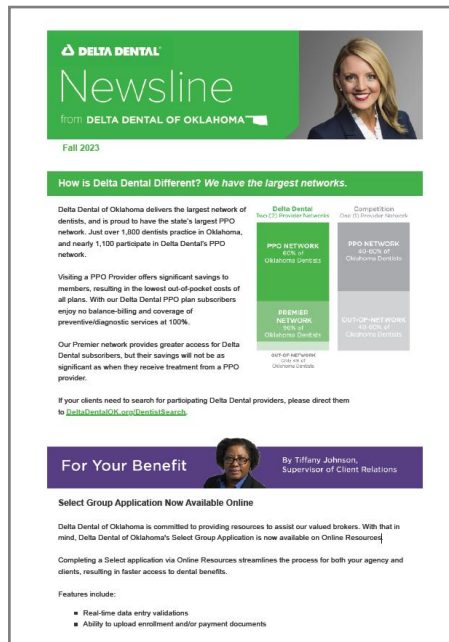 DELTA DENTAL
Newsline
from DELTA DENTAL OF OKLAHOMA
Fall 2023
How is Delta Dental Different? We have the largest networks.
Delta Dental of Oklahoma delivers the largest network of
dentists, and is proud to have the state's largest PPO
network. Just over 1,800 dentists practice in Oklahoma,
and nearly 1,100 participate in Delta Dental's PPO
network.
Visiting a PPO Provider offers significant savings to
members, resulting in the lowest out-of-pocket costs of
all plans. With our Delta Dental PPO plan subscribers
enjoy no balance-billing and coverage of
preventive/diagnostic services at 100%.
Our Premier network provides greater access for Delta
Dental subscribers, but their savings will not be as
significant as when they receive treatment from a PPO
provider.
Delta Dental
Two (2) Provider Networks
PPO NETWORK
60% of
Oklahoma Dentists
PREMIER
NETWORK
96% of
Oklahoma Dentists
OUT-OF-NETWORK
Only 4% of
Oklahoma Dentists
Competition
One (1) Provider Network
PPO NETWORK
40-60% of
Oklahoma Dentists
OUT-OF-NETWORK
40-60% of
Oklahoma Dentists
If your clients need to search for participating Delta Dental providers, please direct them
to DeltaDentalOK.org/DentistSearch.
For Your Benefit
By Tiffany Johnson,
Supervisor of Client Relations
Select Group Application Now Available Online
Delta Dental of Oklahoma is committed to providing resources to assist our valued brokers. With that in
mind, Delta Dental of Oklahoma's Select Group Application is now available on Online Resources
Completing a Select application via Online Resources streamlines the process for both your agency and
clients, resulting in faster access to dental benefits.
Features include:
Real-time data entry validations
Ability to upload enrollment and/or payment documents